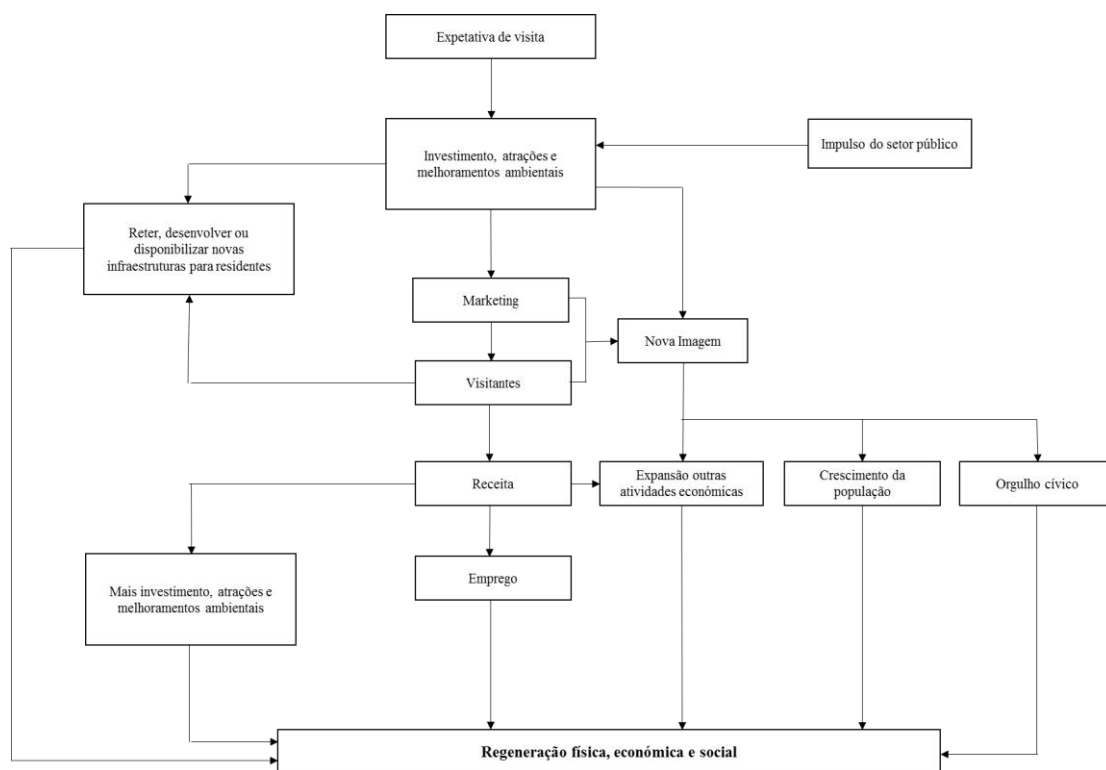 Expetativa de visita
Investimento, atrações e
melhoramentos ambientais
Impulso do setor público
Reter, desenvolver ou
disponibilizar novas
infraestruturas para residentes
Marketing
Nova Imagem
Visitantes
Receita
Expansão outras
atividades económicas
Crescimento da
população
Orgulho cívico
Mais investimento, atrações e
melhoramentos ambientais
Emprego
Regeneração física, económica e social